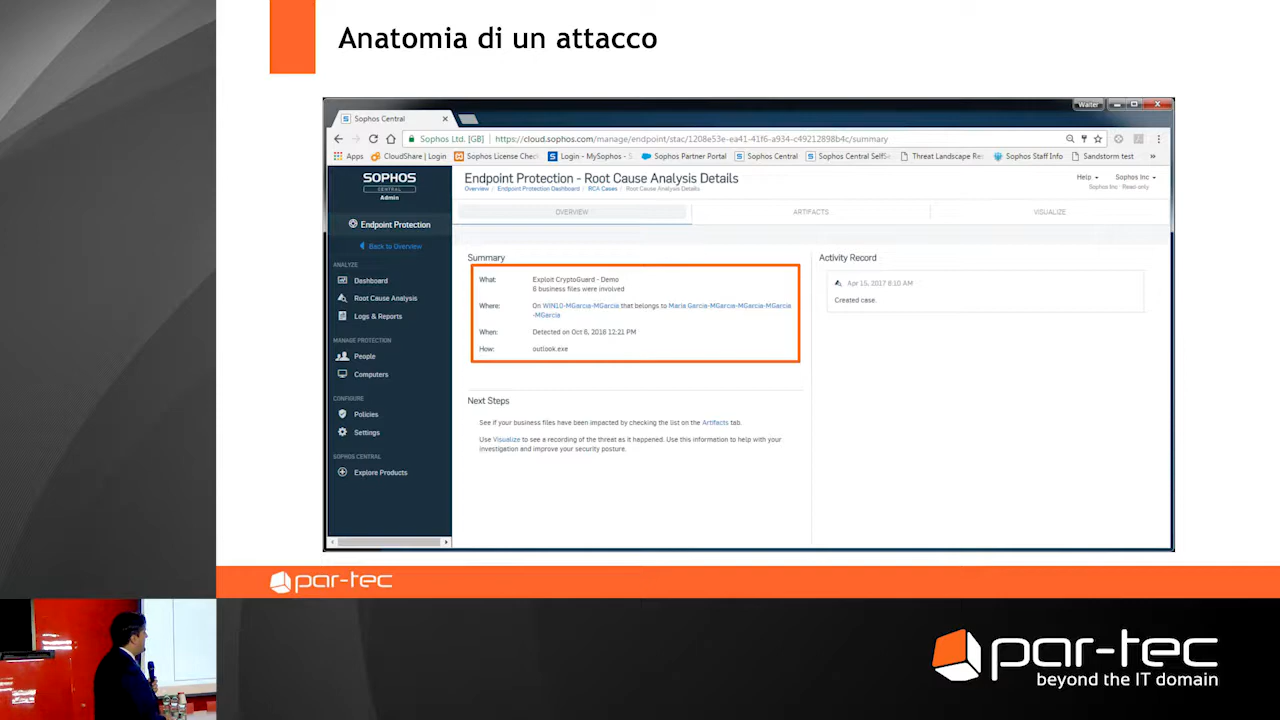 Anatomia di un attacco
Waiter
Sophos Central
Sophos Ltd. [GB] https://cloud.sophos.com/manage/endpoint/stac/1208e53e-ea41-41f6-a934-c49212898b4c/summary
Apps CloudShare | Login Sophos License Chec Login - MySophos - S Sophos Partner Portal Sophos Central Sophos Central SelfSe Threat Landscape Re Sophos Staff Info Sandstorm test »
SOPHOS
CENTRAL
Admin
Endpoint Protection
Back to Overview
ANALYZE
Dashboard
Root Cause Analysis
Logs & Reports
MANAGE PROTECTION
People
Computers
CONFIGURE
Policies
Settings
SOPHOS CENTRAL
Explore Products
Endpoint Protection - Root Cause Analysis Details
Overview / Endpoint Protection Dashboard / RCA Cases / Root Cause Analysis Details
Help
Sophos Inc
Sophos Inc · Read-only
OVERVIEW
ARTIFACTS
VISUALIZE
Summary
What: Exploit CryptoGuard - Demo
6 business files were involved
Where: On WIN10-MGarcia-MGarcia that belongs to Maria Garcia-MGarcia-MGarcia-MGarcia
-MGarcia
When: Detected on Oct 6, 2016 12:21 PM
How: outlook.exe
Next Steps
See if your business files have been impacted by checking the list on the Artifacts tab.
Use Visualize to see a recording of the threat as it happened. Use this information to help with your
investigation and improve your security posture.
Activity Record
Apr 15, 2017 8:10 AM
Created case.
par-tec
par-tec
beyond the IT domain